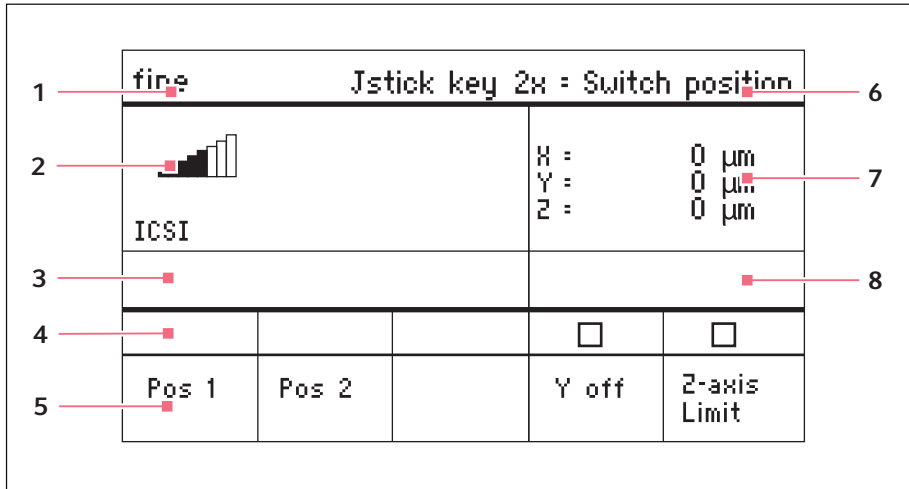 fine Jstick key 2x = Switch position
1 6
2 X = 0 µm 7
Y = 0 µm
Z = 0 µm
ICSI
3 8
4
5 Pos 1 Pos 2 Y off Z-axis
Limit